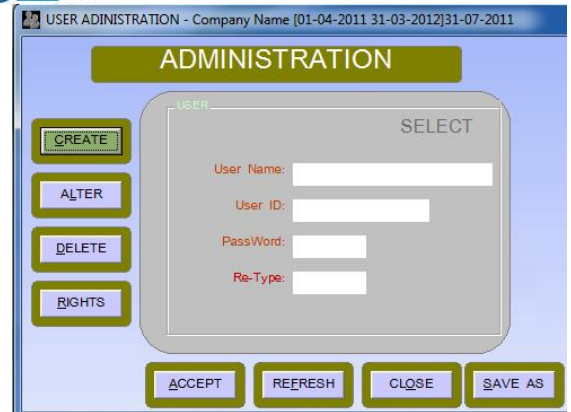 USER ADINISTRATION - Company Name [01-04-2011 31-03-2012]31-07-2011
ADMINISTRATION
USER
SELECT
CREATE
User Name:
ALTER
User ID:
DELETE
PassWord:
Re-Type:
RIGHTS
ACCEPT REFRESH CLOSE SAVE AS